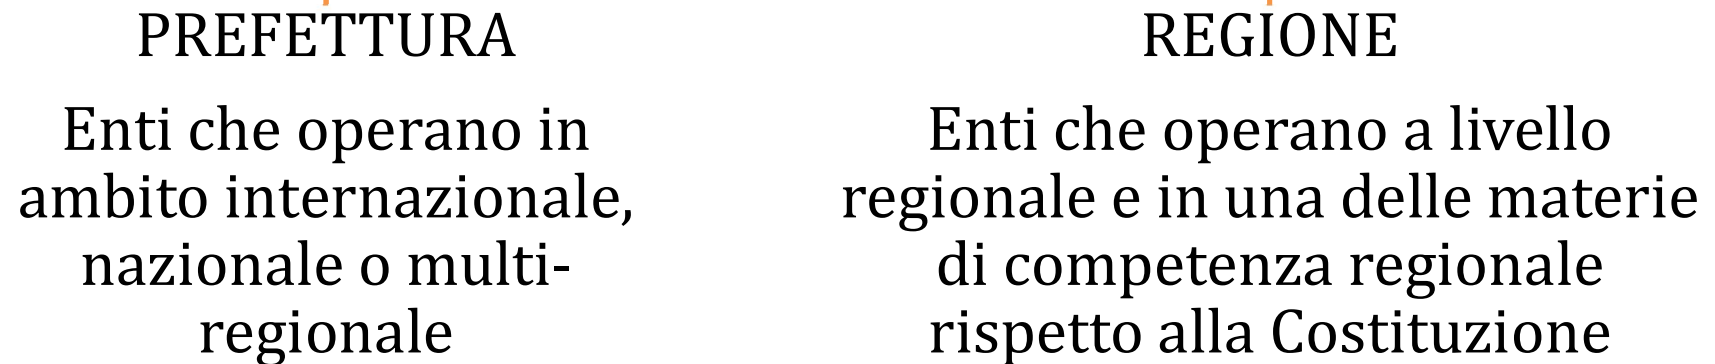 PREFETTURA
Enti che operano in
ambito internazionale,
nazionale o multi-
regionale
REGIONE
Enti che operano a livello
regionale e in una delle materie
di competenza regionale
rispetto alla Costituzione